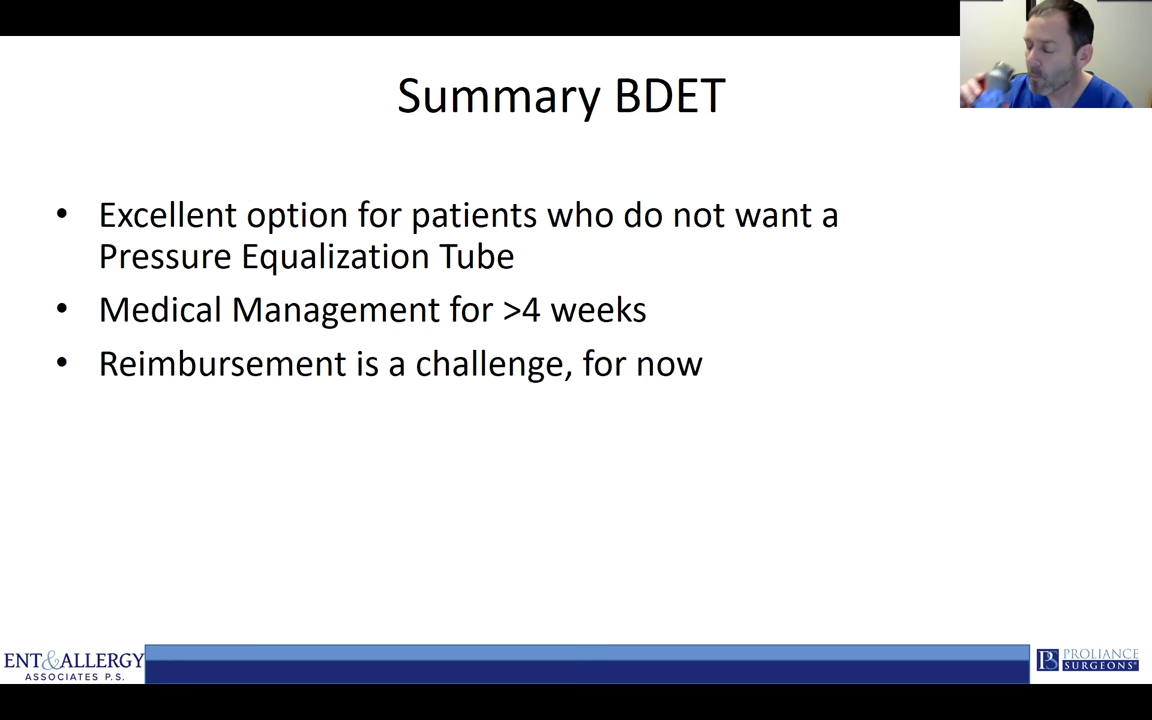 Summary BDET
• Excellent option for patients who do not want a
Pressure Equalization Tube
• Medical Management for >4 weeks
• Reimbursement is a challenge, for now
ENT&ALLERGY
ASSOCIATES P.S.
PS PROLIANCE
SURGEONS®